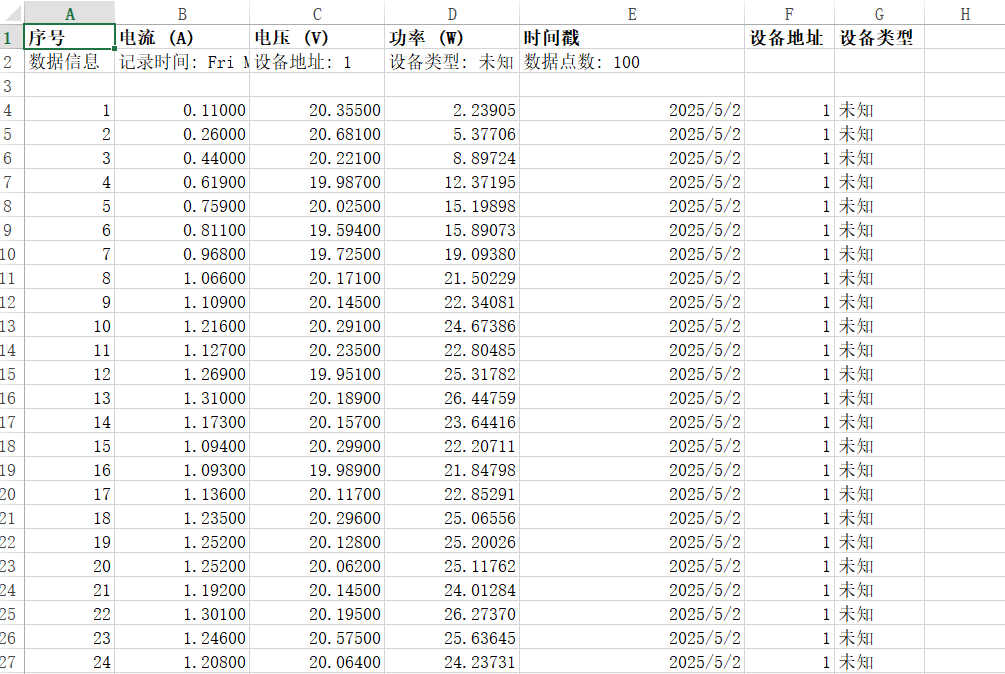 A B C D E F G H
1 序号 电流 (A) 电压 (V) 功率 (W) 时间戳 设备地址 设备类型
2 数据信息 记录时间: Fri 设备地址: 1 设备类型: 未知 数据点数: 100
3
4 1 0.11000 20.35500 2.23905 2025/5/2 1 未知
5 2 0.26000 20.68100 5.37706 2025/5/2 1 未知
6 3 0.44000 20.22100 8.89724 2025/5/2 1 未知
7 4 0.61900 19.98700 12.37195 2025/5/2 1 未知
8 5 0.75900 20.02500 15.19898 2025/5/2 1 未知
9 6 0.81100 19.59400 15.89073 2025/5/2 1 未知
10 7 0.96800 19.72500 19.09380 2025/5/2 1 未知
11 8 1.06600 20.17100 21.50229 2025/5/2 1 未知
12 9 1.10900 20.14500 22.34081 2025/5/2 1 未知
13 10 1.21600 20.29100 24.67386 2025/5/2 1 未知
14 11 1.12700 20.23500 22.80485 2025/5/2 1 未知
15 12 1.26900 19.95100 25.31782 2025/5/2 1 未知
16 13 1.31000 20.18900 26.44759 2025/5/2 1 未知
17 14 1.17300 20.15700 23.64416 2025/5/2 1 未知
18 15 1.09400 20.29900 22.20711 2025/5/2 1 未知
19 16 1.09300 19.98900 21.84798 2025/5/2 1 未知
20 17 1.13600 20.11700 22.85291 2025/5/2 1 未知
21 18 1.23500 20.29600 25.06556 2025/5/2 1 未知
22 19 1.25200 20.12800 25.20026 2025/5/2 1 未知
23 20 1.25200 20.06200 25.11762 2025/5/2 1 未知
24 21 1.19200 20.14500 24.01284 2025/5/2 1 未知
25 22 1.30100 20.19500 26.27370 2025/5/2 1 未知
26 23 1.24600 20.57500 25.63645 2025/5/2 1 未知
27 24 1.20800 20.06400 24.23731 2025/5/2 1 未知